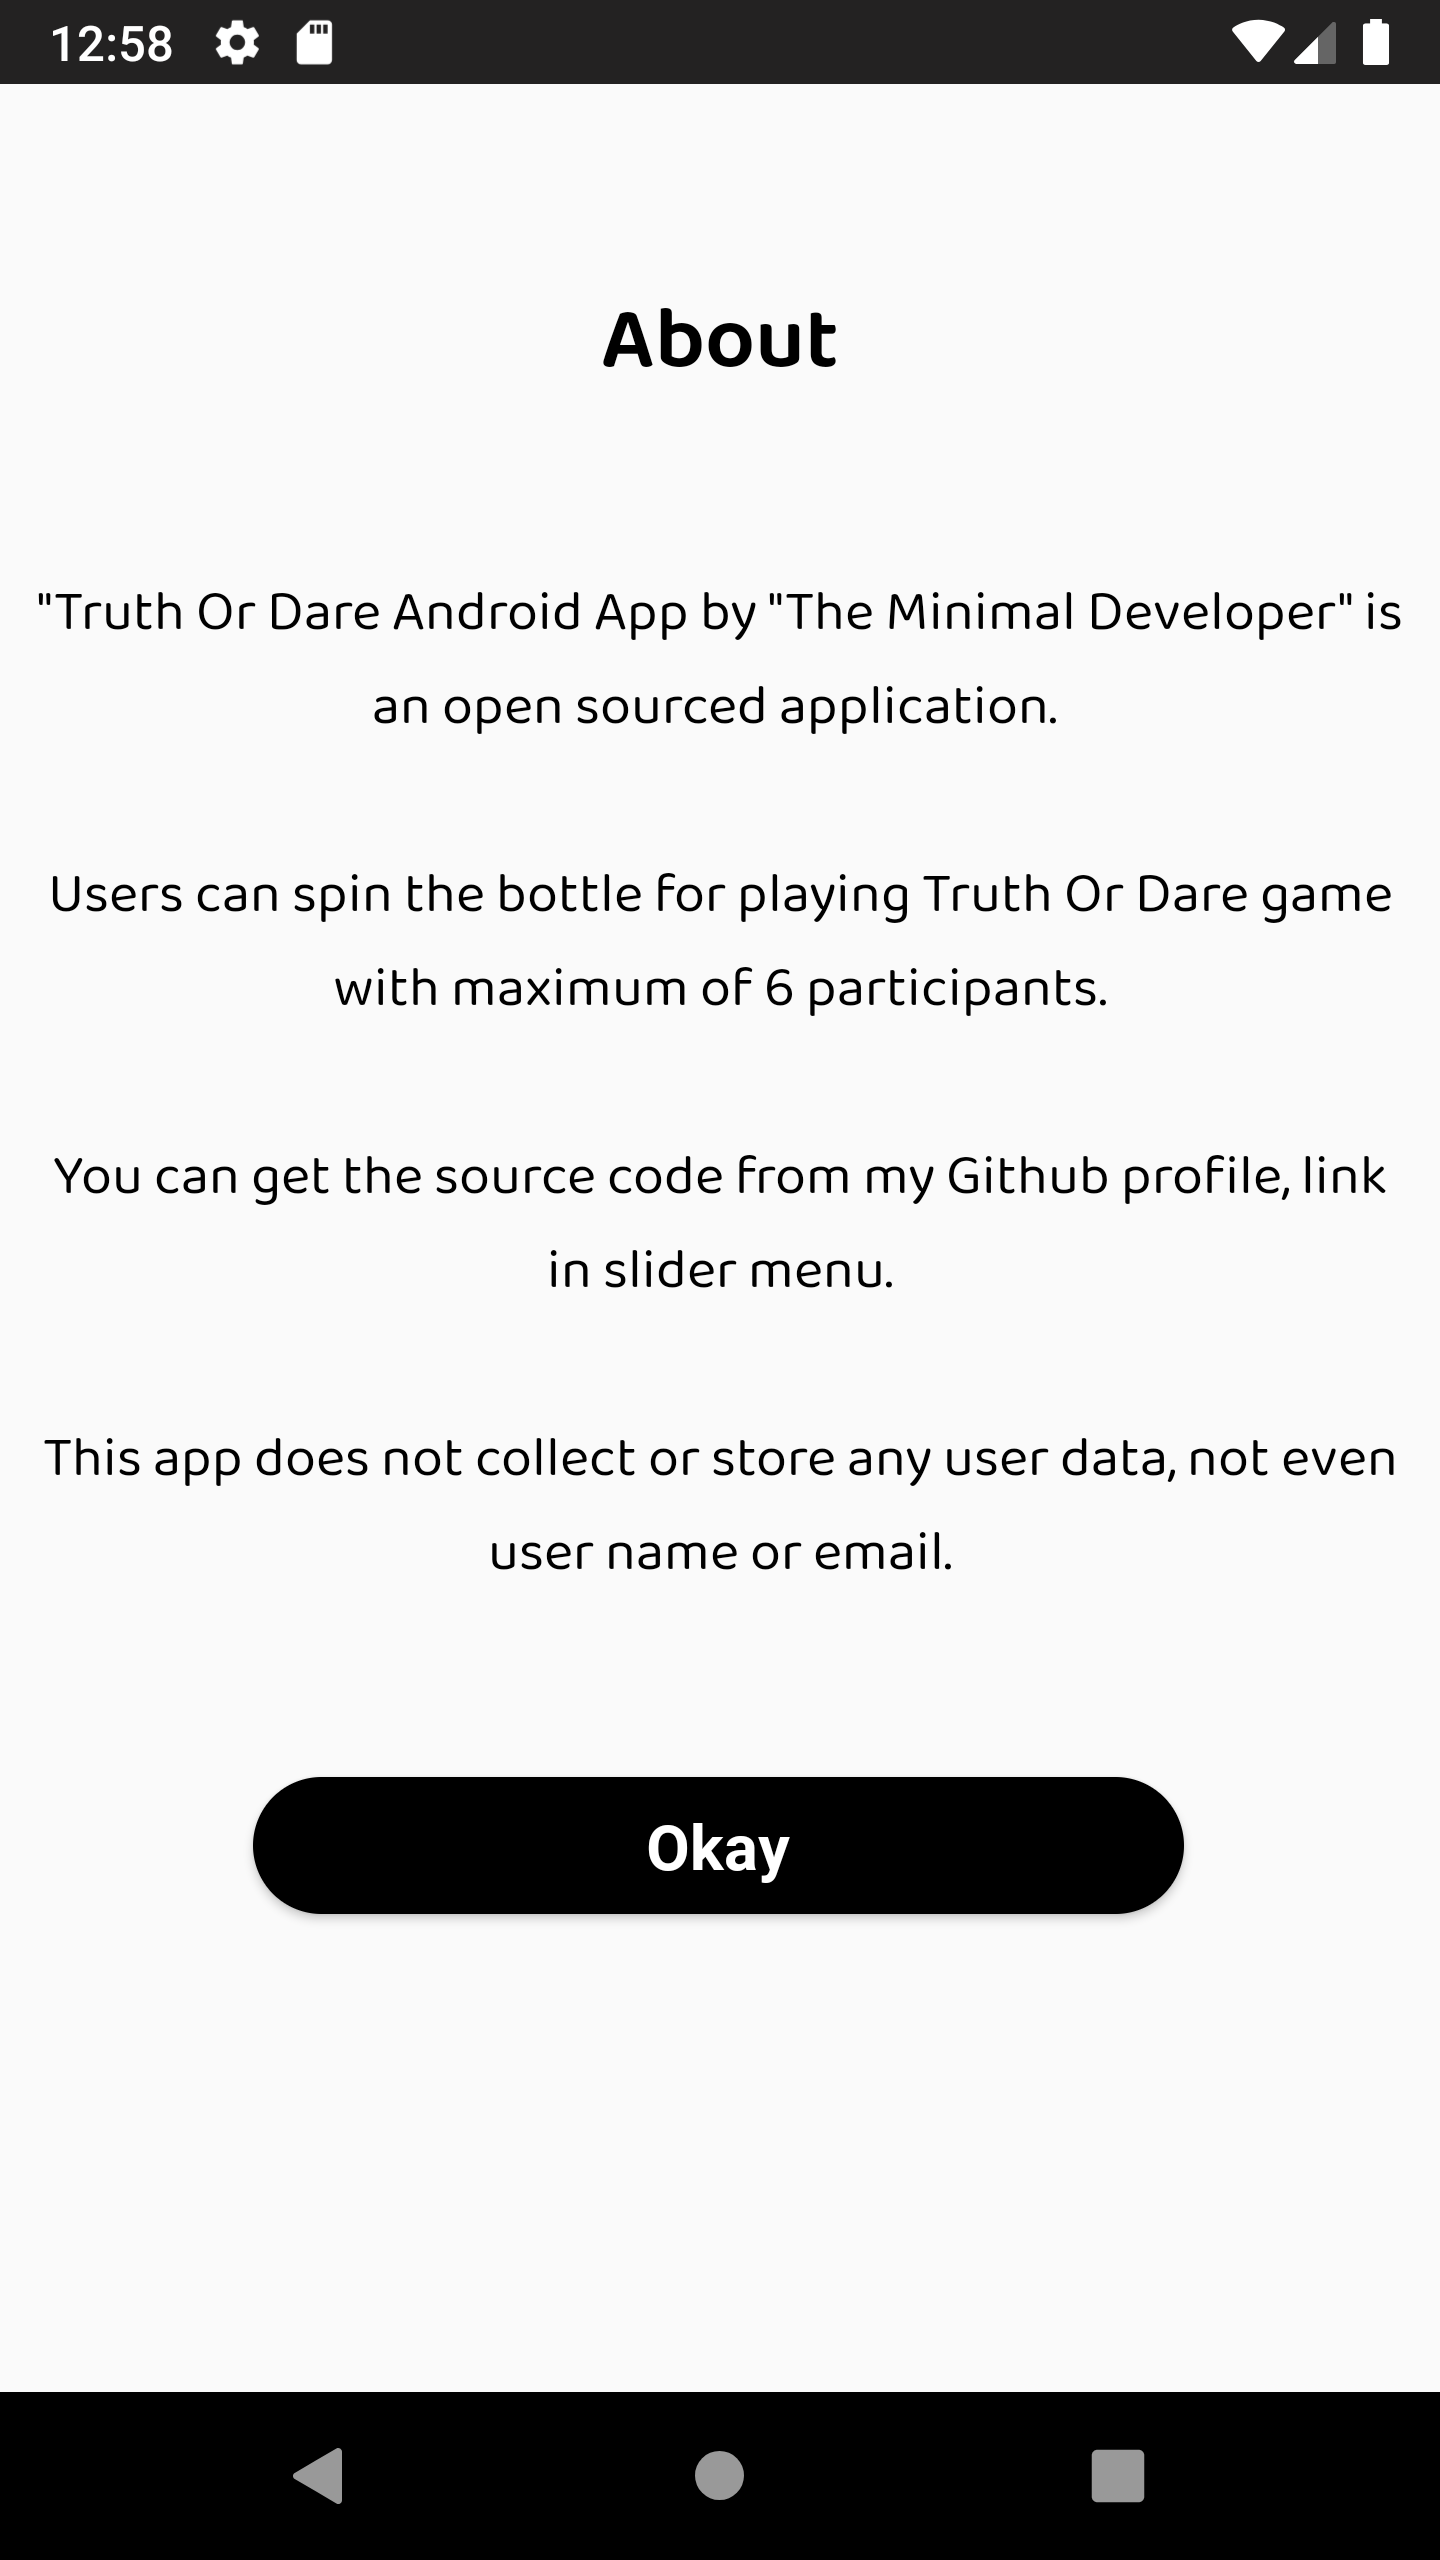 12:58
About
"Truth Or Dare Android App by "The Minimal Developer" is
an open sourced application.
Users can spin the bottle for playing Truth Or Dare game
with maximum of 6 participants.
You can get the source code from my Github profile, link
in slider menu.
This app does not collect or store any user data, not even
user name or email.
Okay